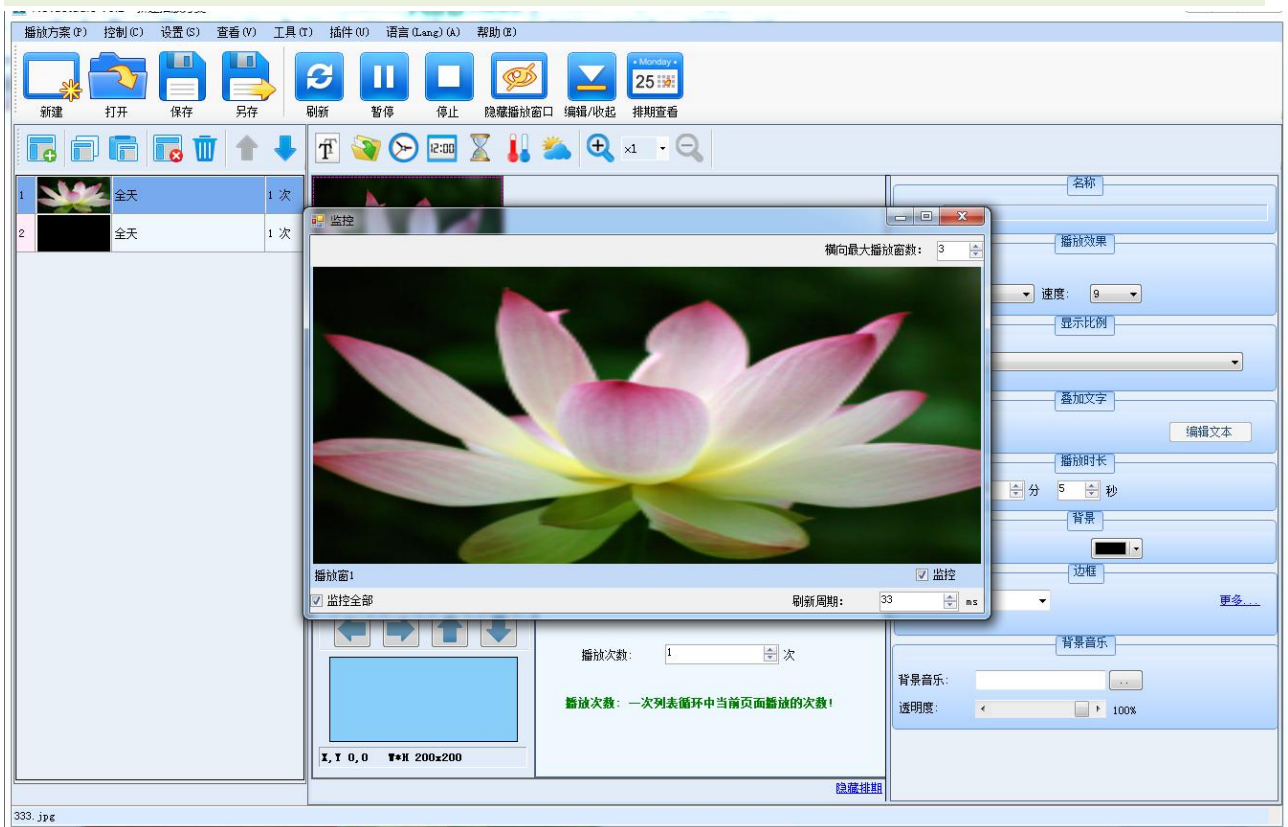 播放方案(P) 控制(C) 设置(S) 查看(V) 工具(T) 插件(U) 语言(Lang)(A) 帮助(E)
• Monday •
25
新建 打开 保存 另存 刷新 暂停 停止 隐藏播放窗口 编辑/收起 排期查看
12:00 x1
1 全天 1 次
2 全天 1 次
监控
横向最大播放窗数: 3
播放窗1 监控
监控全部 刷新周期: 33 ms
名称
播放效果
速度: 9
显示比例
叠加文字
编辑文本
播放时长
分 5 秒
背景
边框
更多...
背景音乐
背景音乐: ..
透明度: 100%
播放次数: 1 次
播放次数: 一次列表循环中当前页面播放的次数!
X,Y 0,0 W*H 200x200
隐藏排期
333.jpg